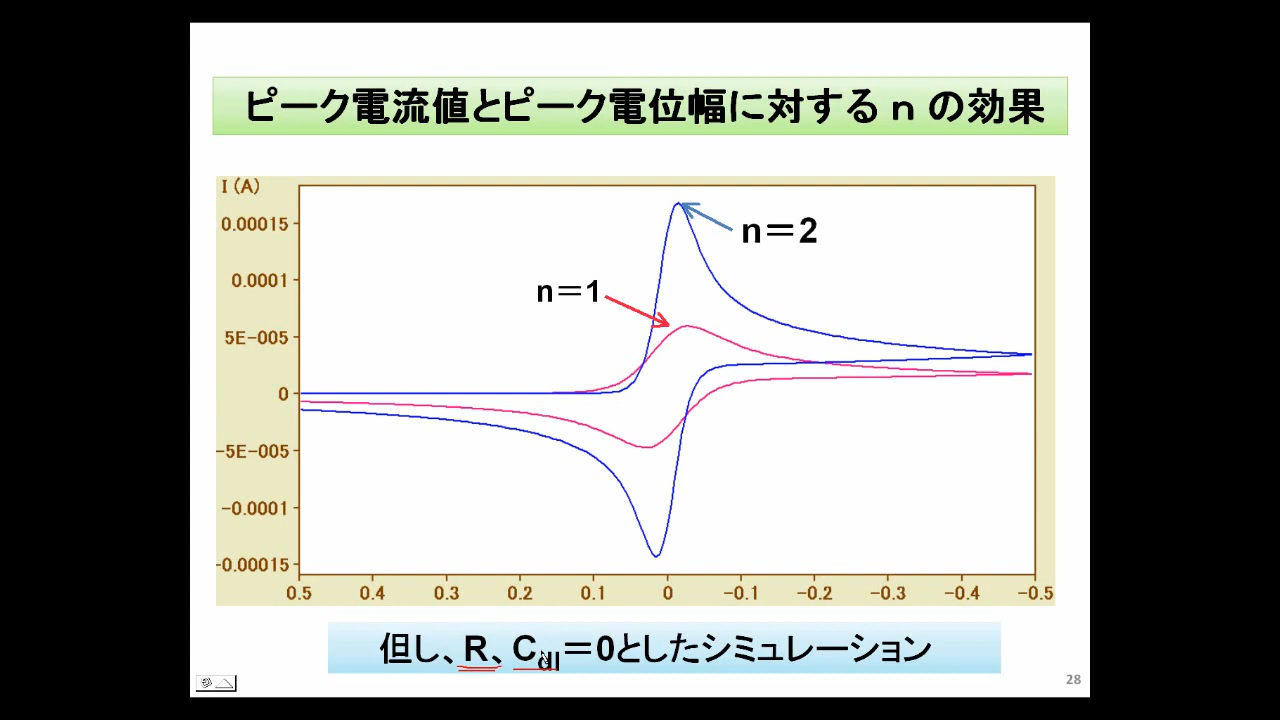 ピーク電流値とピーク電位幅に対するｎの効果
I (A)
0.00015
0.0001
5E-005
0
-5E-005
-0.0001
-0.00015
0.5 0.4 0.3 0.2 0.1 0 -0.1 -0.2 -0.3 -0.4 -0.5
n＝2
n＝1
但し、R、Cdl＝0としたシミュレーション
28